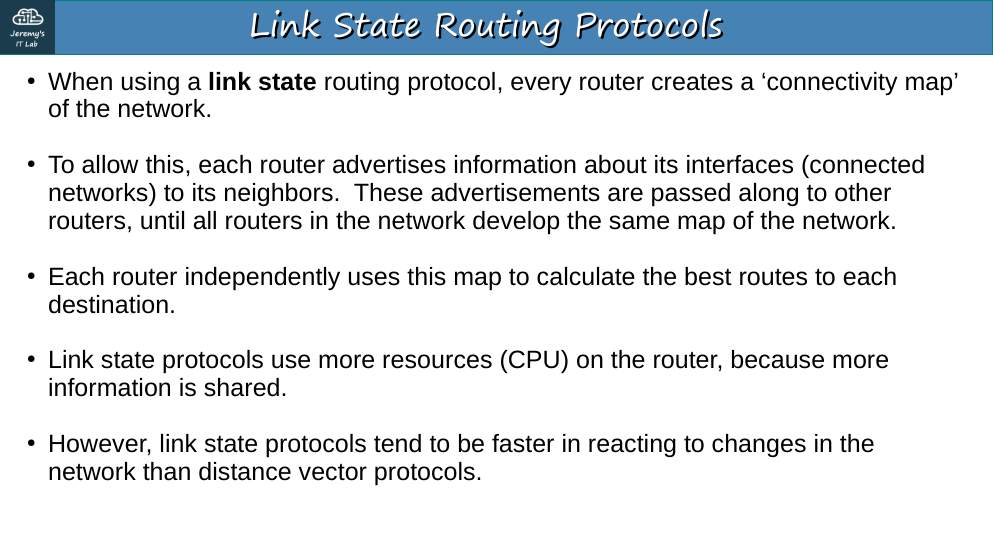 Jeremy's
IT Lab
Link State Routing Protocols
• When using a link state routing protocol, every router creates a ‘connectivity map’
of the network.
• To allow this, each router advertises information about its interfaces (connected
networks) to its neighbors.  These advertisements are passed along to other
routers, until all routers in the network develop the same map of the network.
• Each router independently uses this map to calculate the best routes to each
destination.
• Link state protocols use more resources (CPU) on the router, because more
information is shared.
• However, link state protocols tend to be faster in reacting to changes in the
network than distance vector protocols.